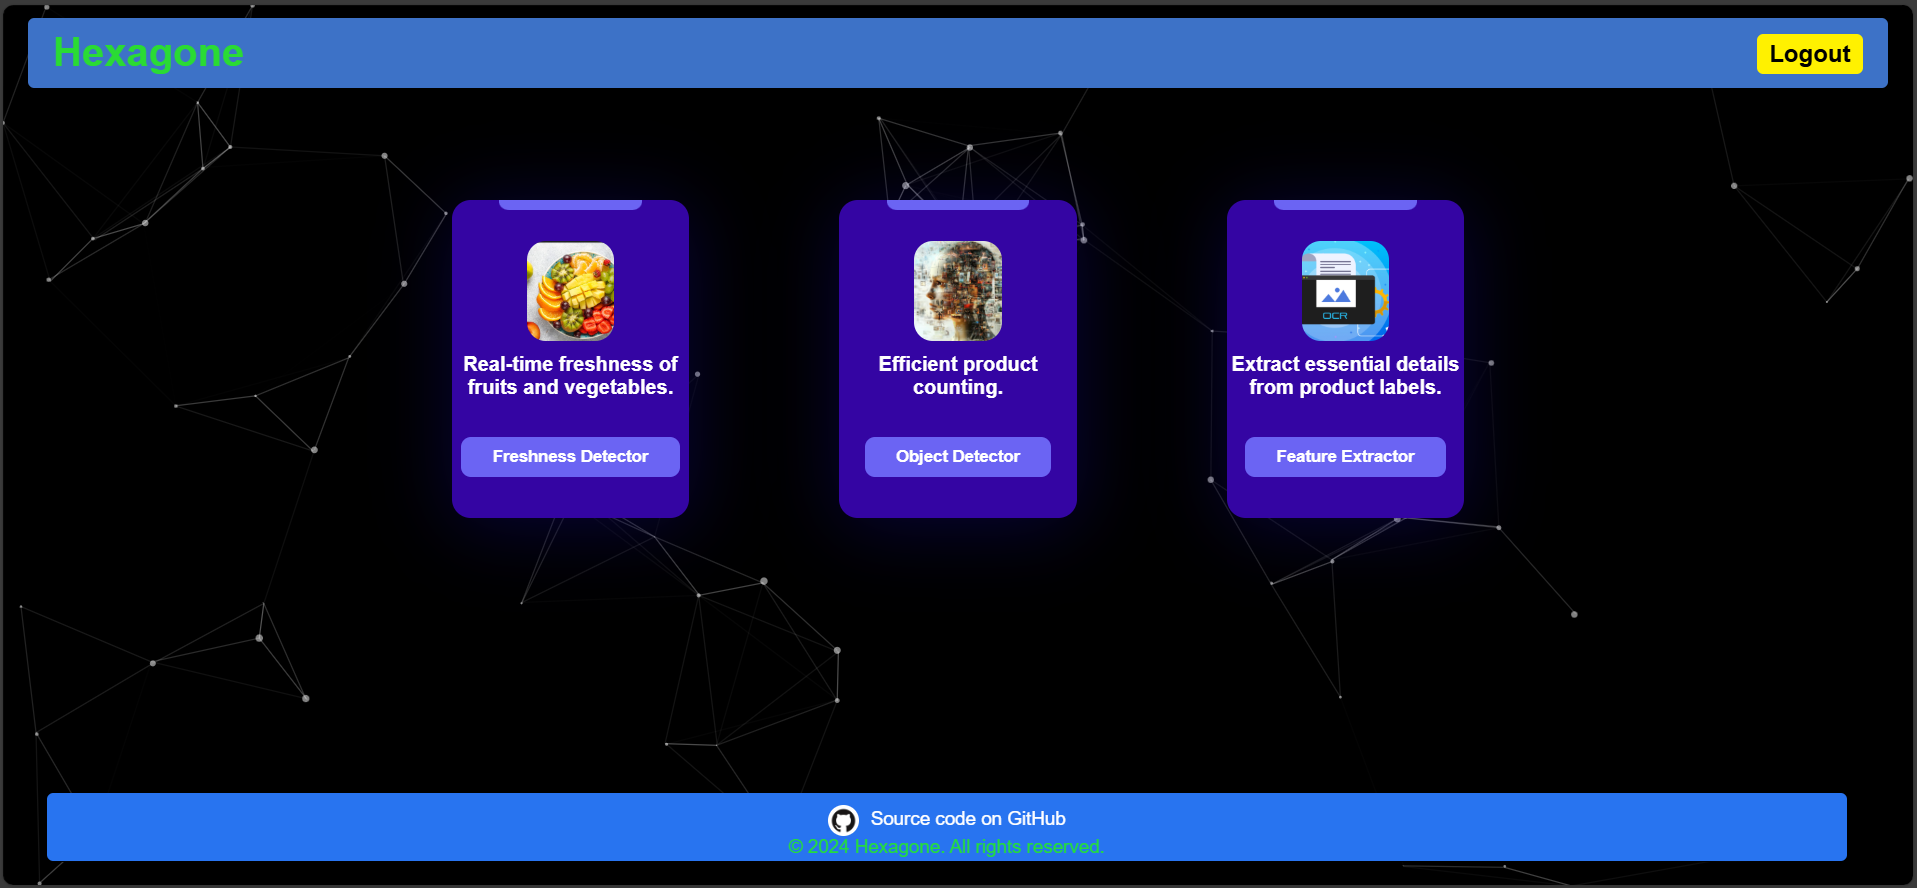 Hexagone
Logout
OCR
Real-time freshness of
fruits and vegetables.
Efficient product
counting.
Extract essential details
from product labels.
Freshness Detector
Object Detector
Feature Extractor
Source code on GitHub
© 2024 Hexagone. All rights reserved.